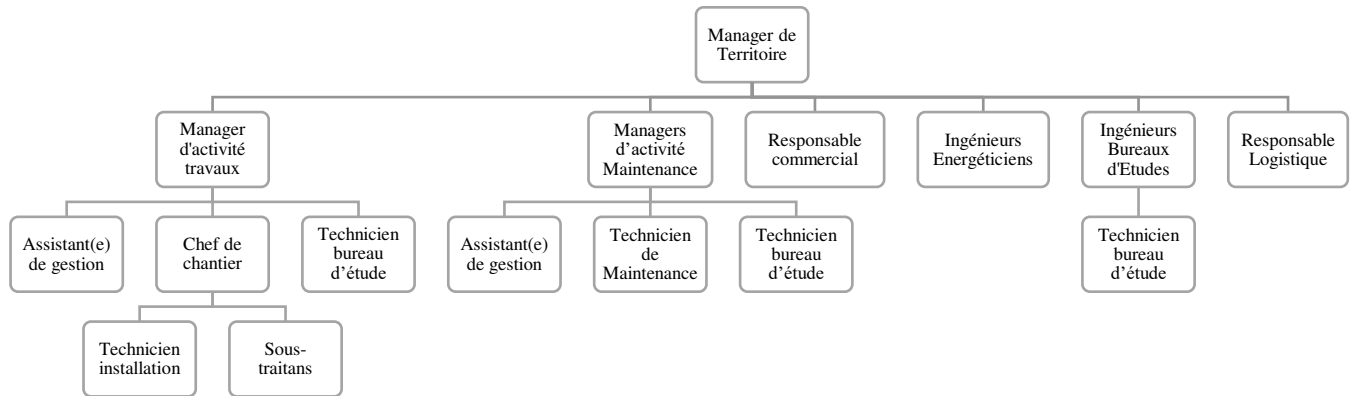 Manager de
Territoire
Manager
d'activité
travaux
Managers
d’activité
Maintenance
Responsable
commercial
Ingénieurs
Energéticiens
Ingénieurs
Bureaux
d'Etudes
Responsable
Logistique
Assistant(e)
de gestion
Chef de
chantier
Technicien
bureau
d’étude
Assistant(e)
de gestion
Technicien
de
Maintenance
Technicien
bureau
d’étude
Technicien
bureau
d’étude
Technicien
installation
Sous-
traitans